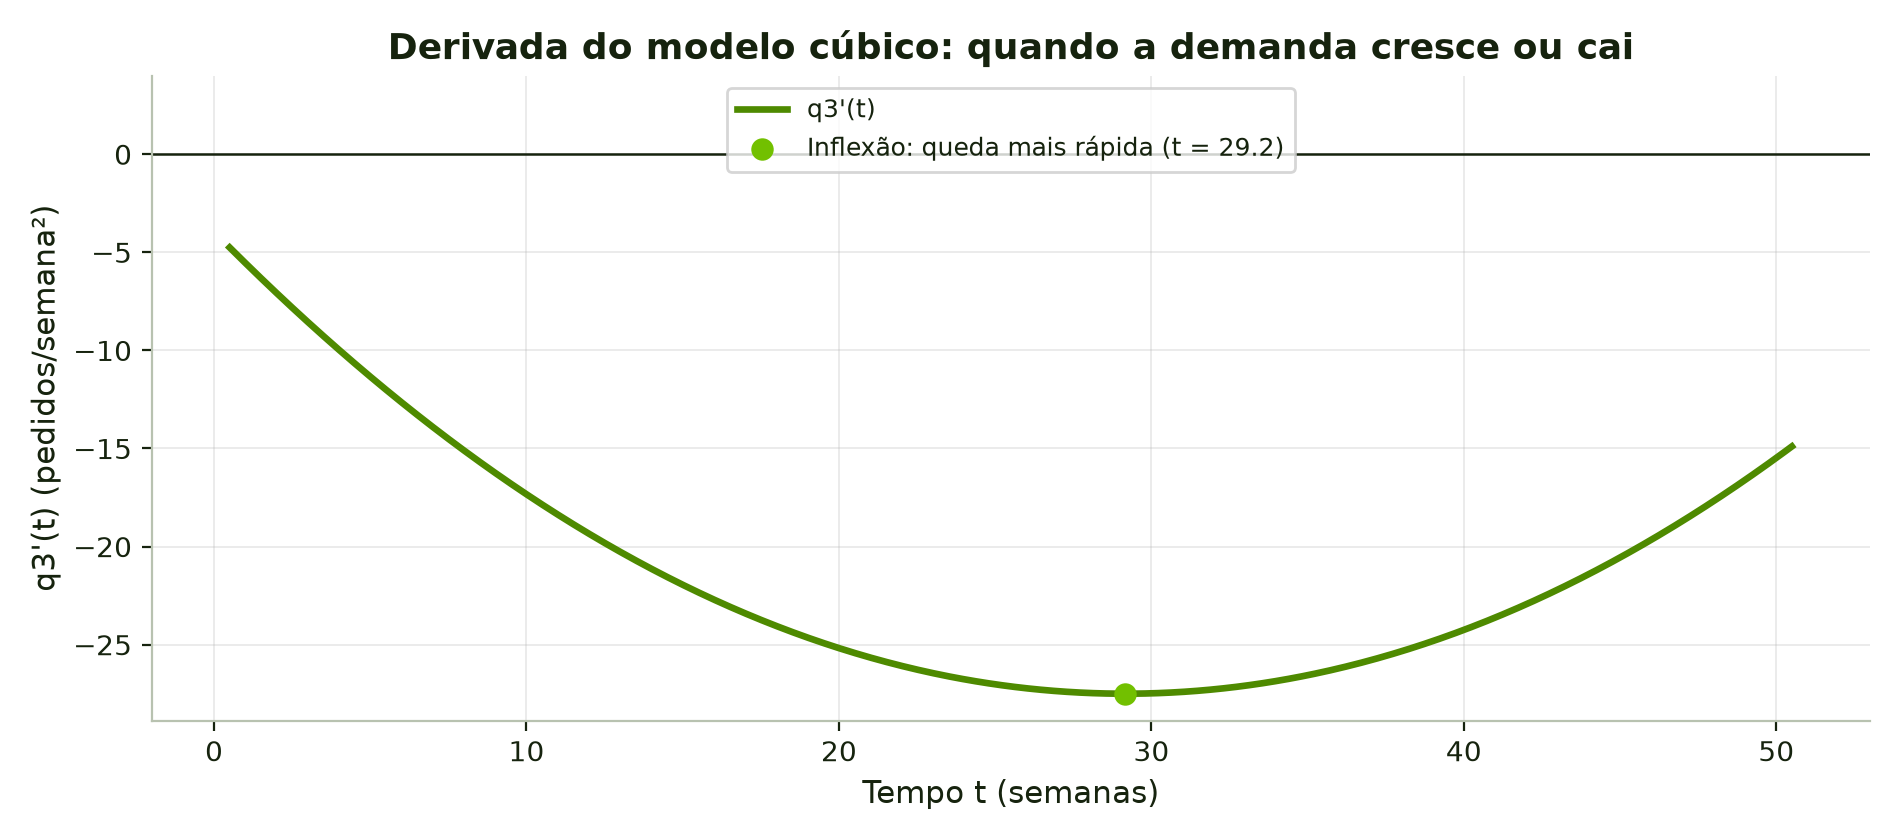 Derivada do modelo cúbico: quando a demanda cresce ou cai
q3'(t)
Inflexão: queda mais rápida (t = 29.2)
q3'(t) (pedidos/semana²)
0
−5
−10
−15
−20
−25
0 10 20 30 40 50
Tempo t (semanas)